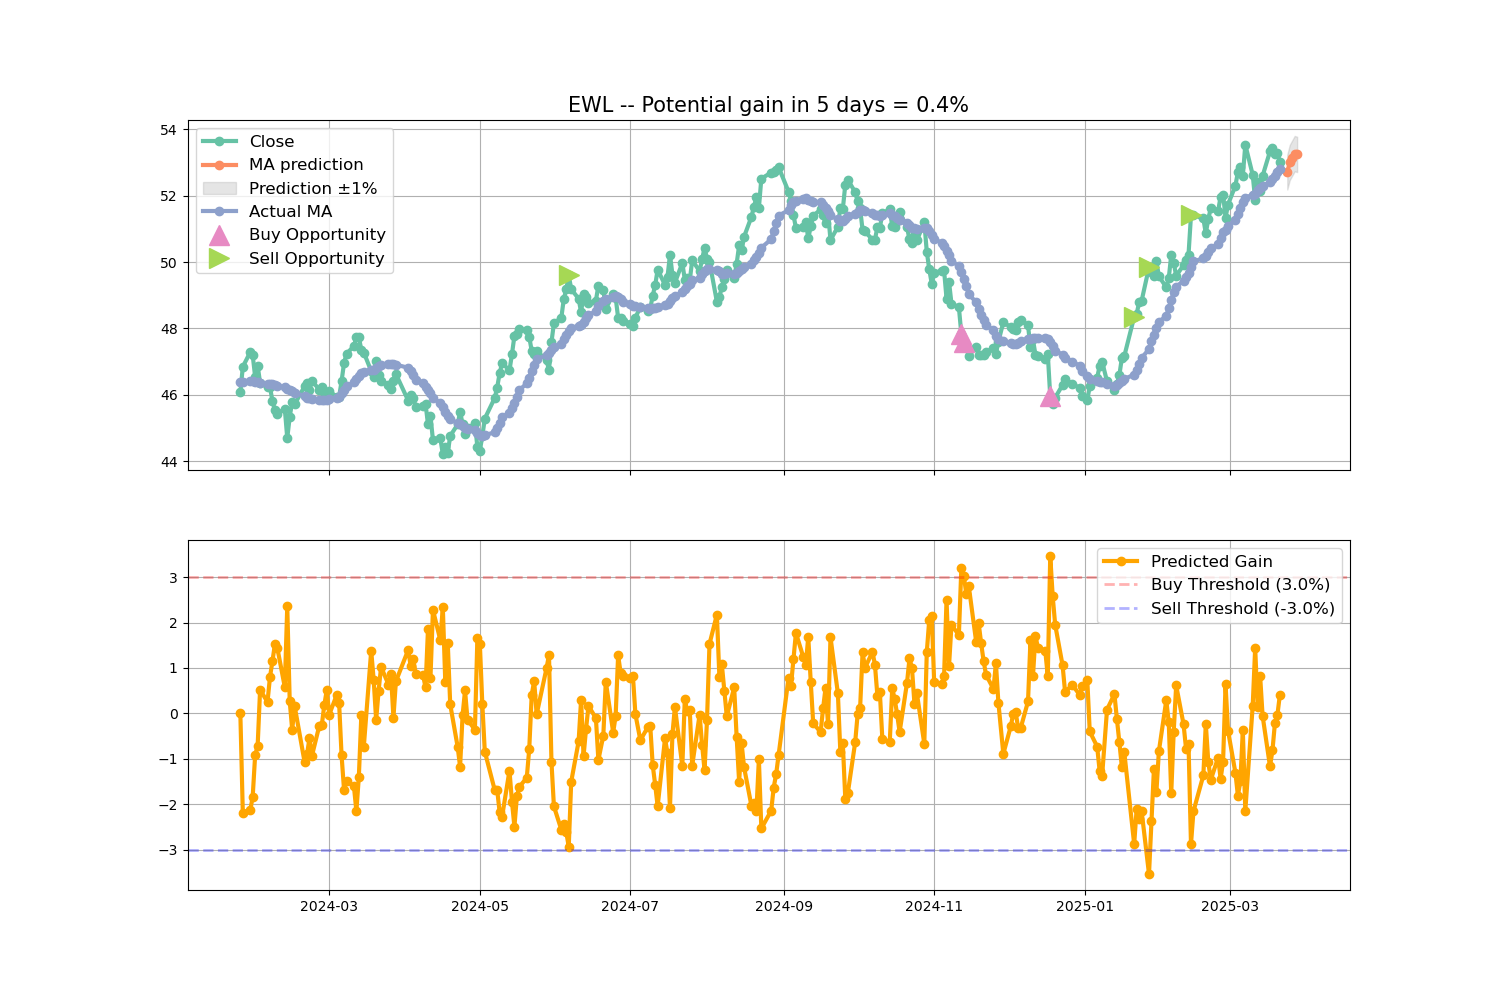 EWL -- Potential gain in 5 days = 0.4%
54
52
50
48
46
44
Close
MA prediction
Prediction ±1%
Actual MA
Buy Opportunity
Sell Opportunity
3
2
1
0
−1
−2
−3
Predicted Gain
Buy Threshold (3.0%)
Sell Threshold (-3.0%)
2024-03
2024-05
2024-07
2024-09
2024-11
2025-01
2025-03